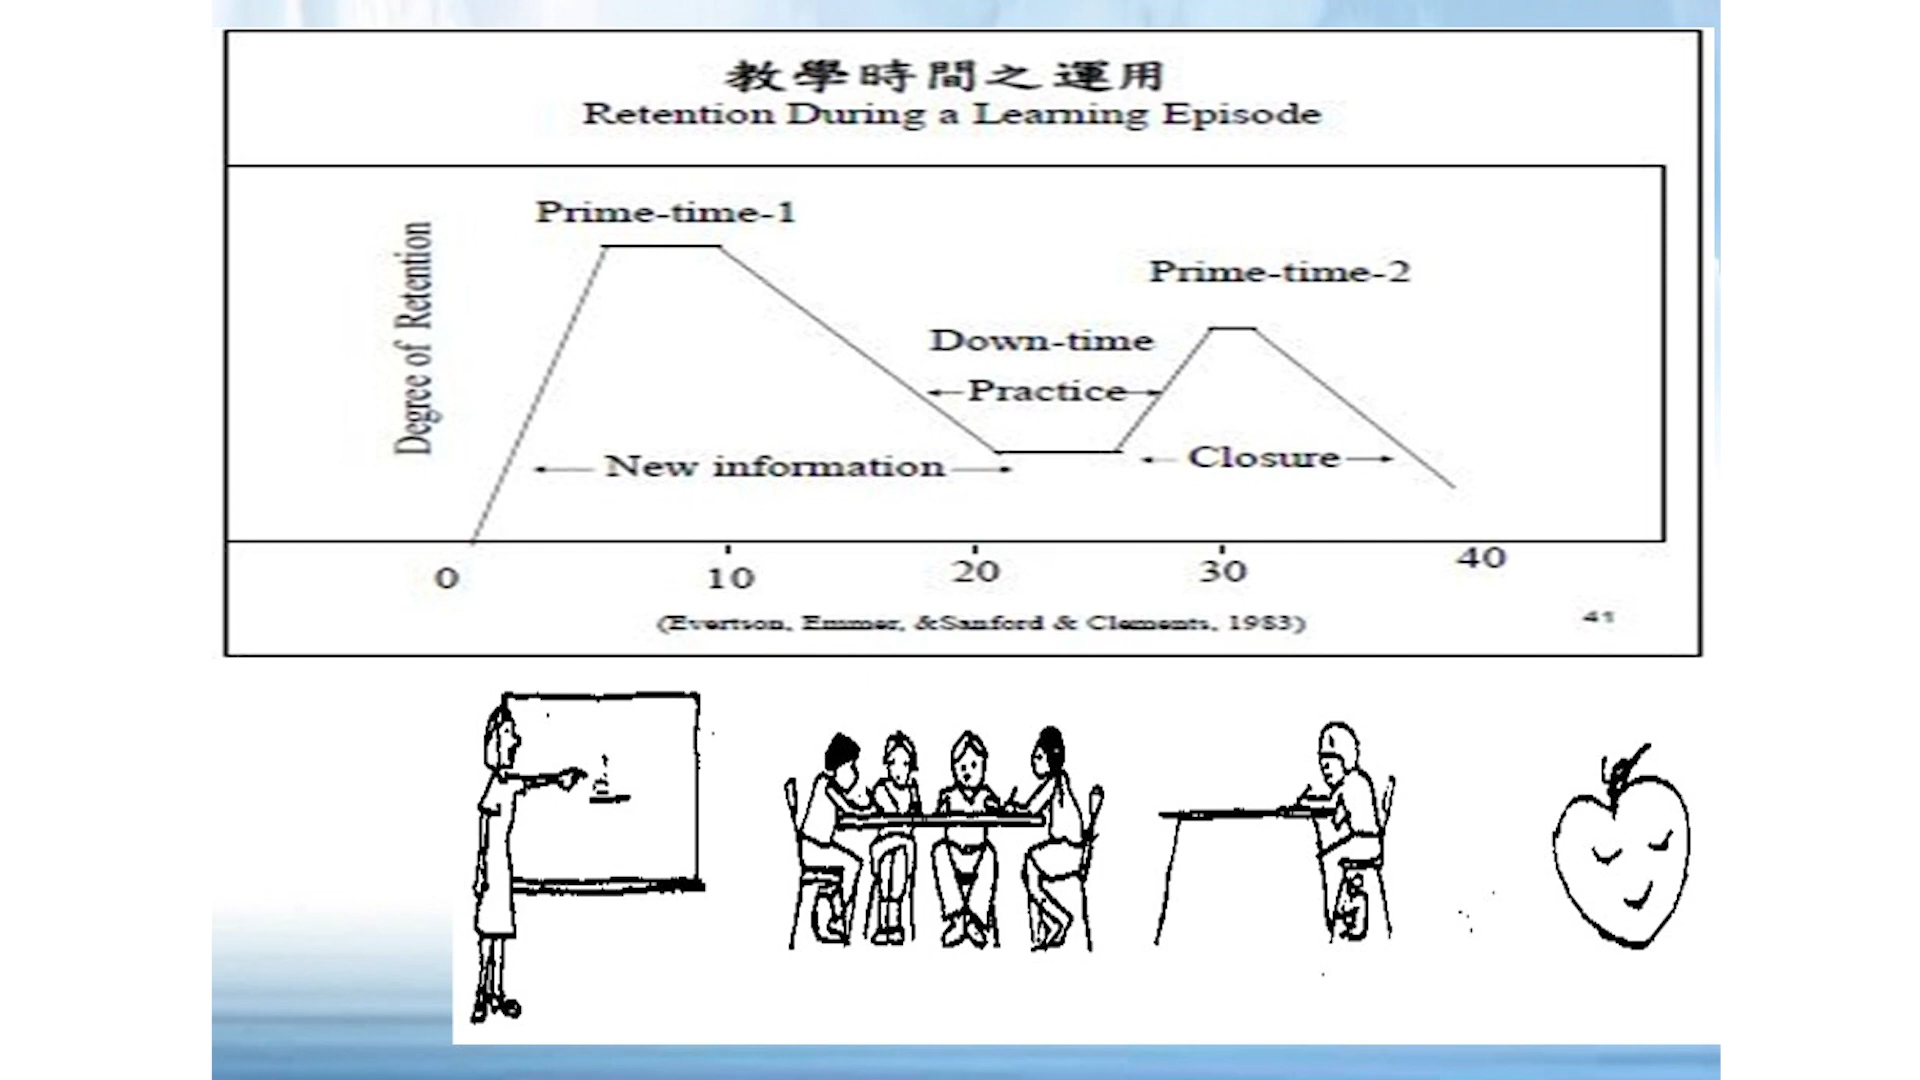 教學時間之運用
Retention During a Learning Episode
Degree of Retention
Prime-time-1
Prime-time-2
Down-time
Practice
New information
Closure
0 10 20 30 40
(Evertson, Emmer, &Sanford & Clements, 1983)
41